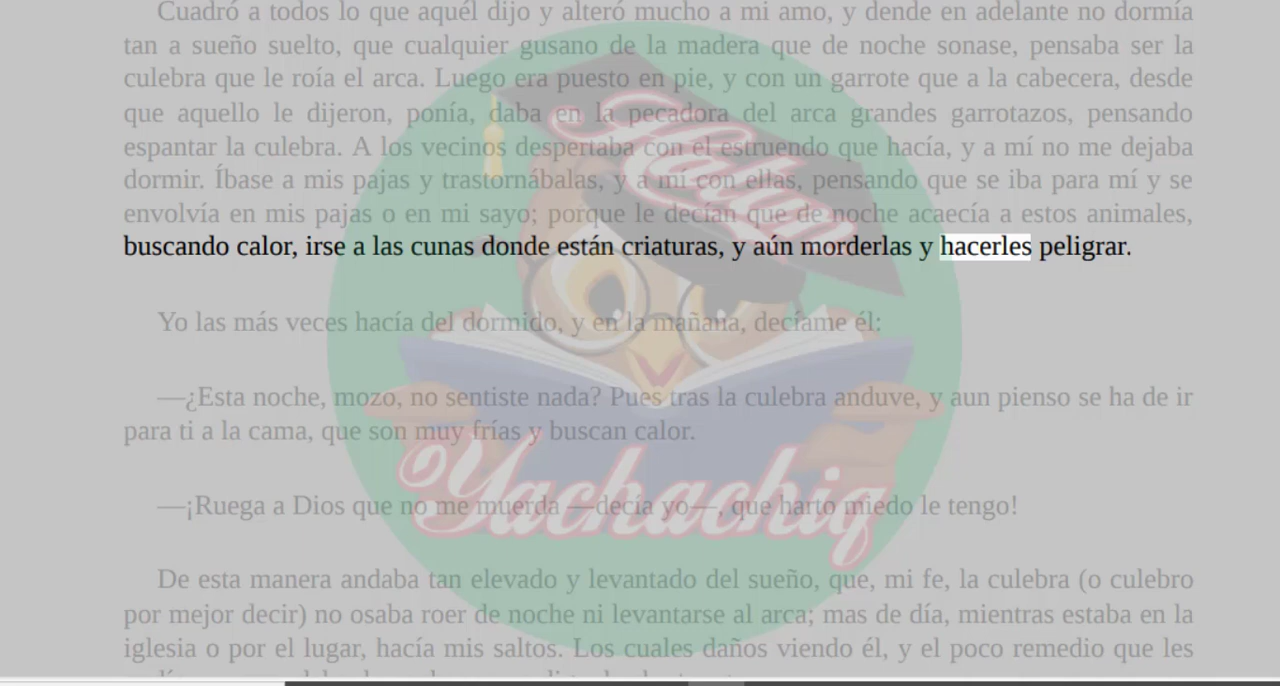 Cuadró a todos lo que aquél dijo y alteró mucho a mi amo, y dende en adelante no dormía
tan a sueño suelto, que cualquier gusano de la madera que de noche sonase, pensaba ser la
culebra que le roía el arca. Luego era puesto en pie, y con un garrote que a la cabecera, desde
que aquello le dijeron, ponía, daba en la pecadora del arca grandes garrotazos, pensando
espantar la culebra. A los vecinos despertaba con el estruendo que hacía, y a mí no me dejaba
dormir. Íbase a mis pajas y trastornábalas, y a mí con ellas, pensando que se iba para mí y se
envolvía en mis pajas o en mi sayo; porque le decían que de noche acaecía a estos animales,
buscando calor, irse a las cunas donde están criaturas, y aún morderlas y hacerles peligrar.
Yo las más veces hacía del dormido, y en la mañana, decíame él:
—¿Esta noche, mozo, no sentiste nada? Pues tras la culebra anduve, y aun pienso se ha de ir
para ti a la cama, que son muy frías y buscan calor.
—¡Ruega a Dios que no me muerda —decía yo—, que harto miedo le tengo!
De esta manera andaba tan elevado y levantado del sueño, que, mi fe, la culebra (o culebro
por mejor decir) no osaba roer de noche ni levantarse al arca; mas de día, mientras estaba en la
iglesia o por el lugar, hacía mis saltos. Los cuales daños viendo él, y el poco remedio que les
Hatun
Yachachiq